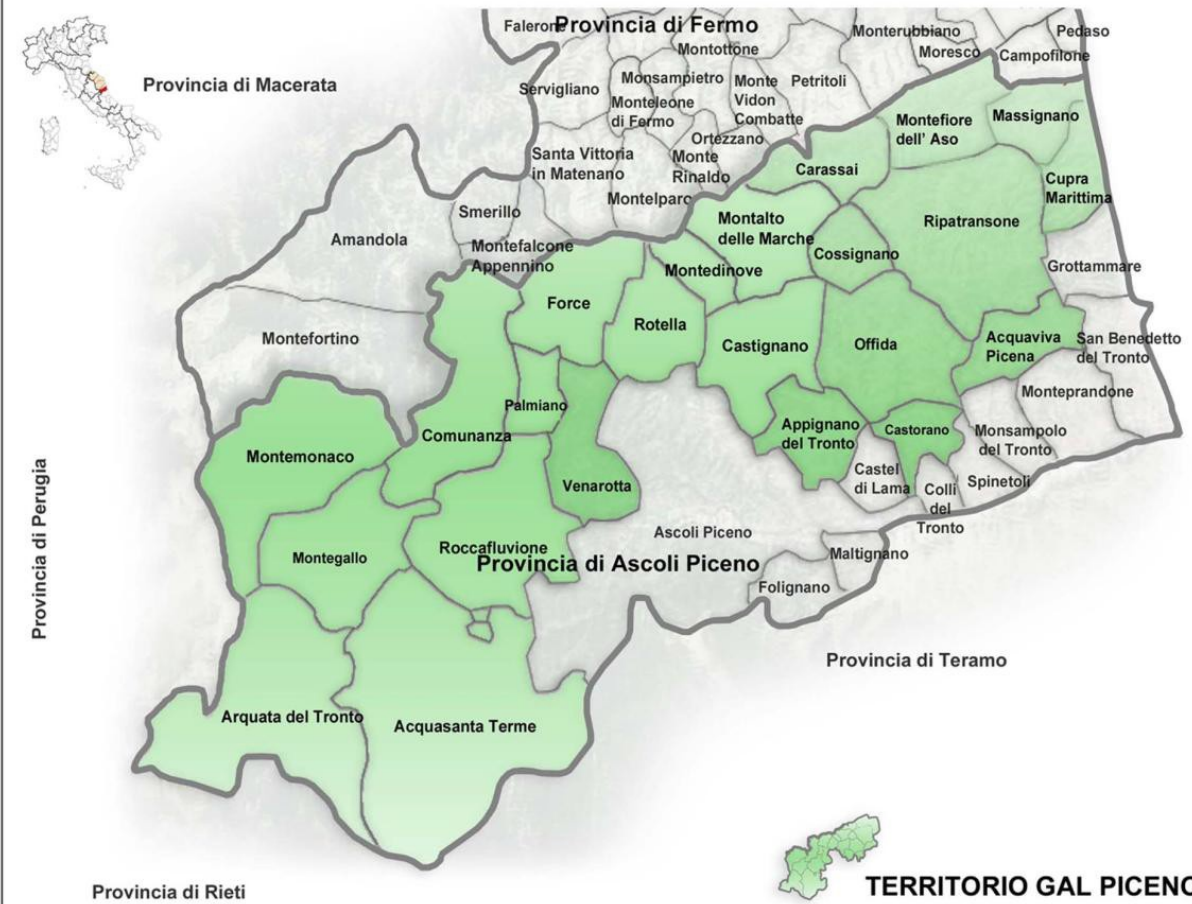 Falerone
Provincia di Fermo
Monterubbiano
Pedaso
Montottone
Moresco
Campofilone
Provincia di Macerata
Servigliano
Monsampietro
Monte
Vidon
Combatte
Petritoli
Monteleone
di Fermo
Montefiore
dell' Aso
Massignano
Ortezzano
Santa Vittoria
in Matenano
Monte
Rinaldo
Carassai
Cupra
Marittima
Montelparo
Smerillo
Montalto
delle Marche
Ripatransone
Amandola
Montefalcone
Appennino
Cossignano
Montedinove
Grottammare
Force
Rotella
Montefortino
Castignano
Offida
Acquaviva
Picena
San Benedetto
del Tronto
Monteprandone
Palmiano
Comunanza
Appignano
del Tronto
Castorano
Monsampolo
del Tronto
Montemonaco
Castel
di Lama
Venarotta
Colli
del
Tronto
Spinetoli
Provincia di Perugia
Ascoli Piceno
Montegallo
Roccafluvione
Provincia di Ascoli Piceno
Maltignano
Folignano
Provincia di Teramo
Arquata del Tronto
Acquasanta Terme
Provincia di Rieti
TERRITORIO GAL PICENO